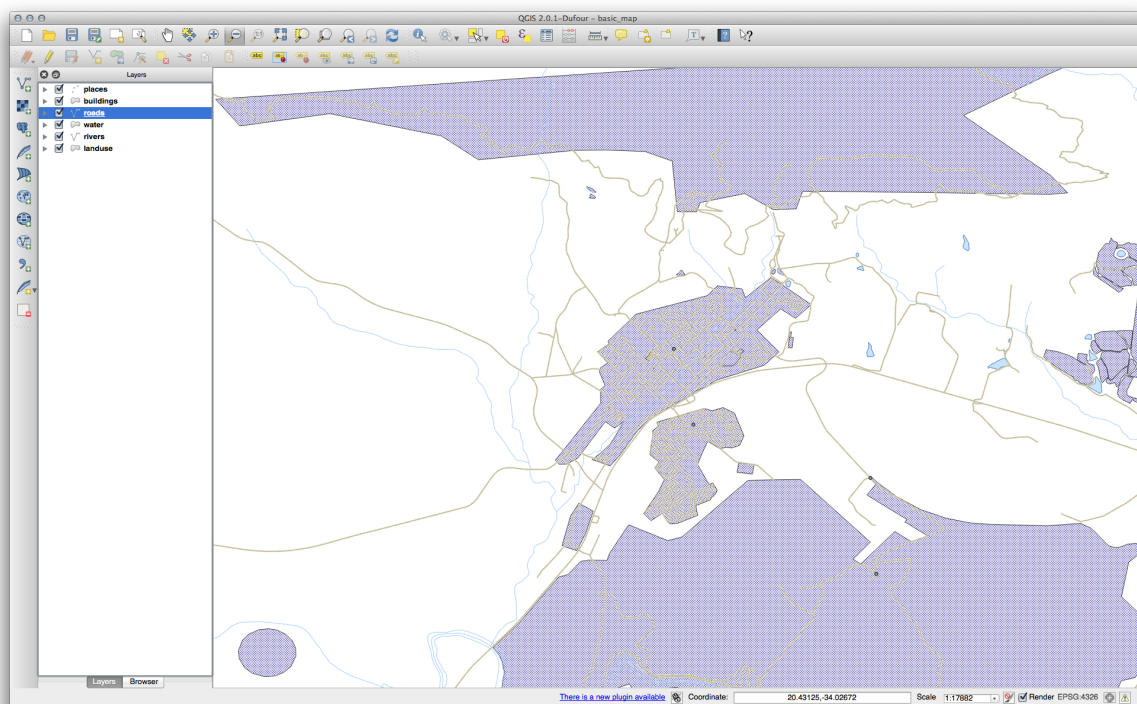 QGIS 2.0.1-Dufour - basic_map
Layers
places
buildings
roads
water
rivers
landuse
Layers Browser
There is a new plugin available Coordinate: 20.43125,-34.02672 Scale 1:17882 Render EPSG:4326